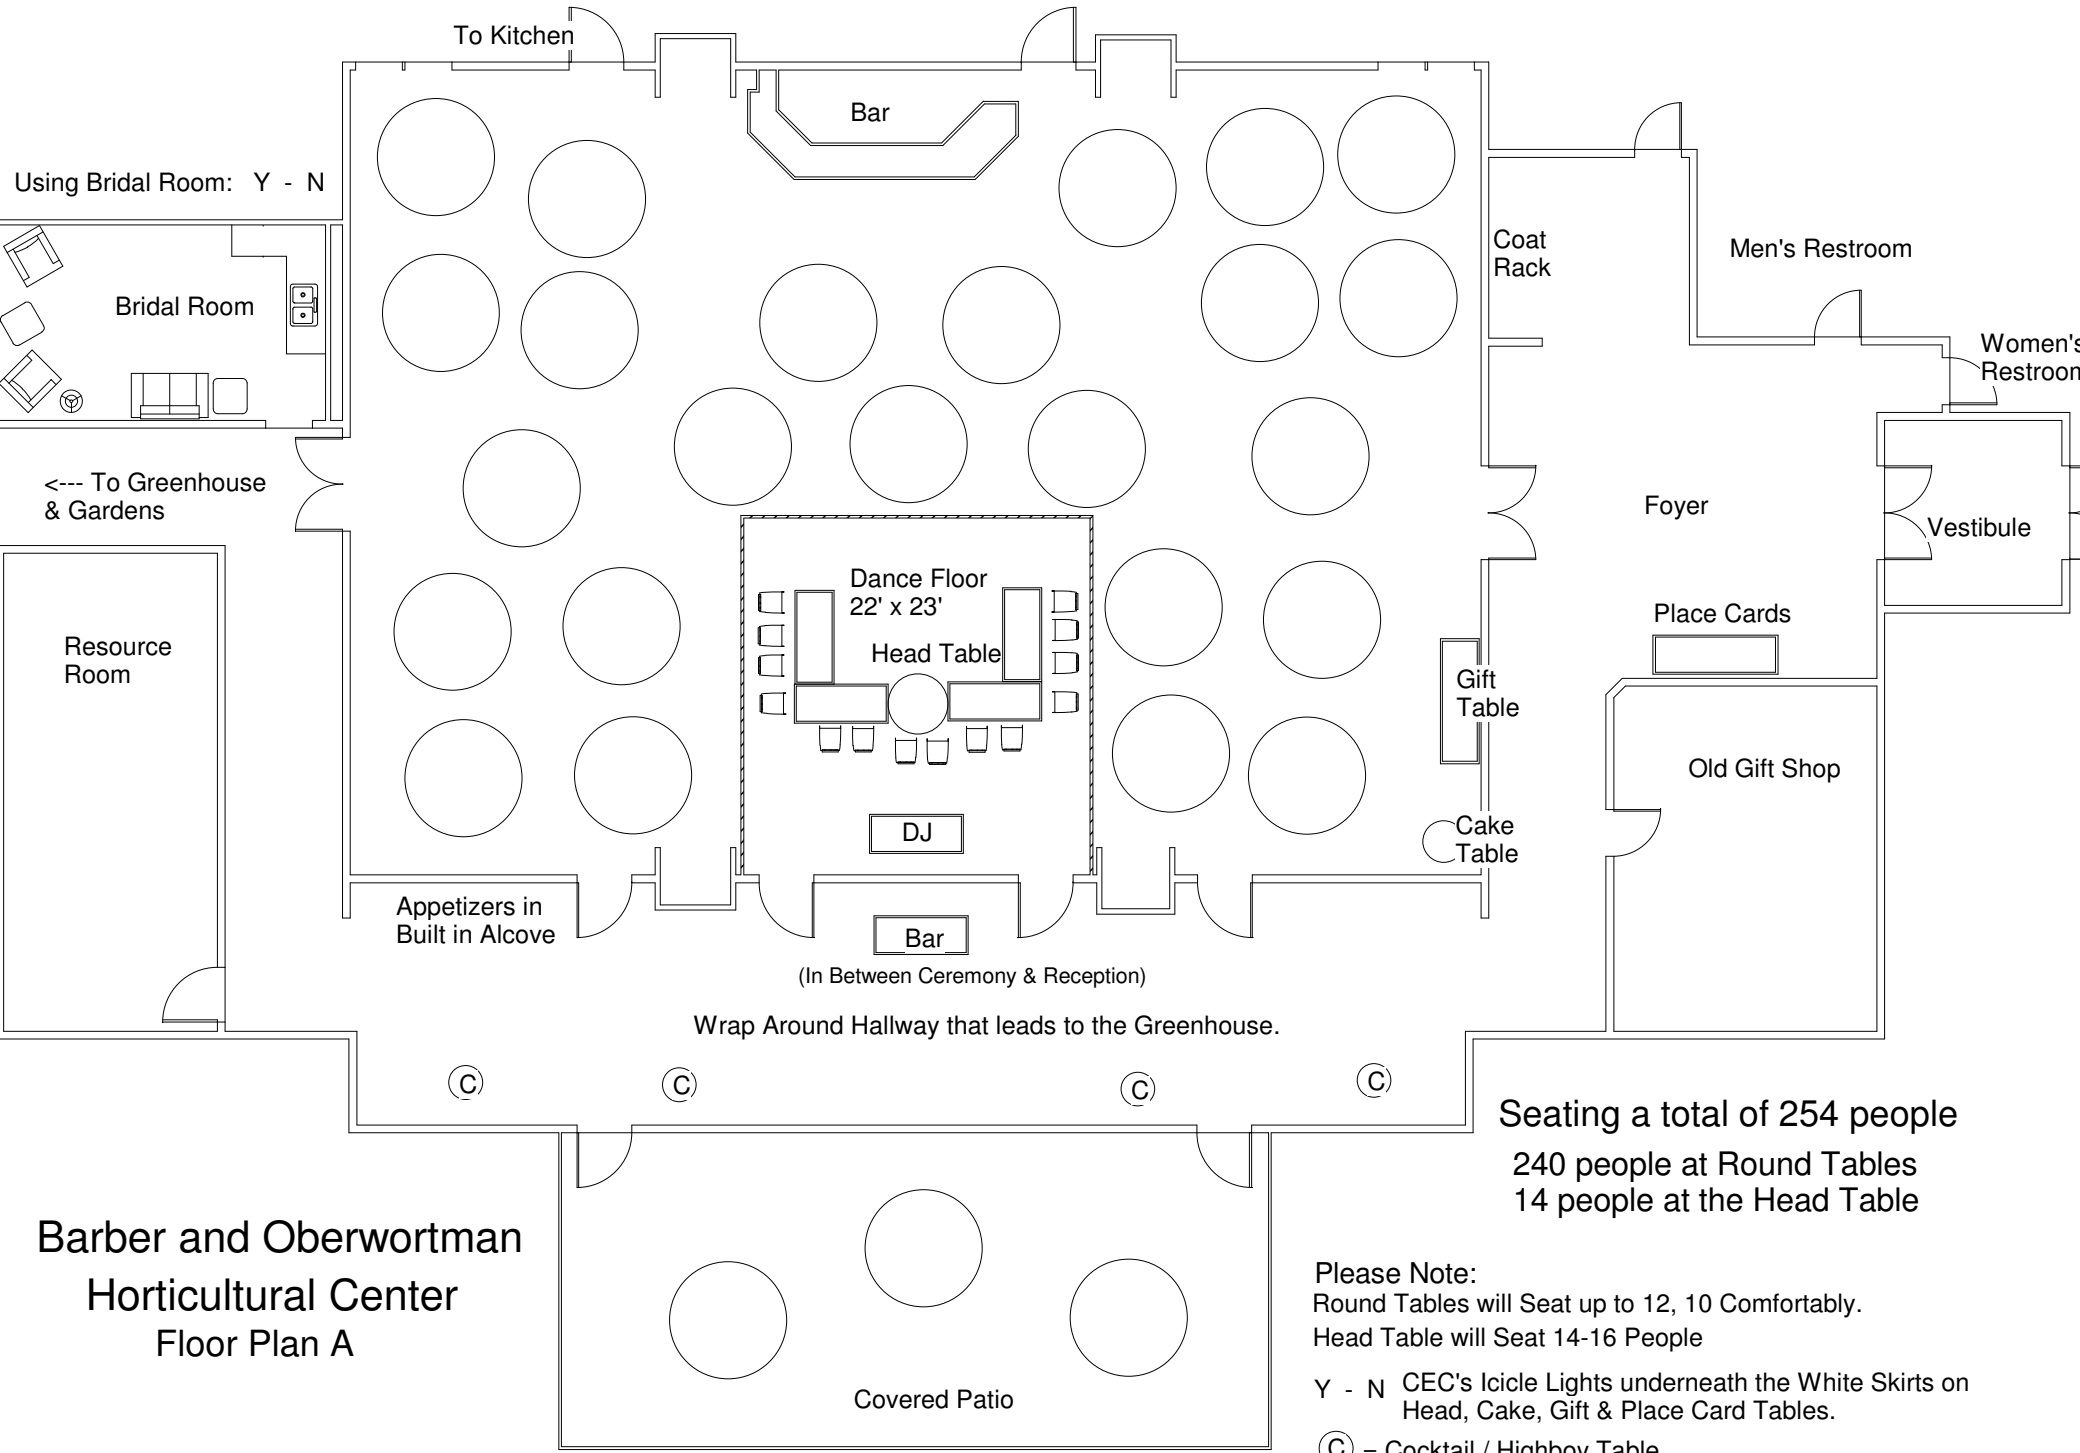 To Kitchen
Bar
Using Bridal Room: Y - N
Bridal Room
Coat
Rack
Men's Restroom
Women's
Restroom
<--- To Greenhouse
& Gardens
Foyer
Vestibule
Dance Floor
22' x 23'
Head Table
Place Cards
Resource
Room
Gift
Table
Old Gift Shop
DJ
Cake
Table
Appetizers in
Built in Alcove
Bar
(In Between Ceremony & Reception)
Wrap Around Hallway that leads to the Greenhouse.
C
C
C
C
Seating a total of 254 people
240 people at Round Tables
14 people at the Head Table
Barber and Oberwortman
Horticultural Center
Floor Plan A
Covered Patio
Please Note:
Round Tables will Seat up to 12, 10 Comfortably.
Head Table will Seat 14-16 People
Y - N CEC's Icicle Lights underneath the White Skirts on
Head, Cake, Gift & Place Card Tables.
C = Cocktail / Highboy Table